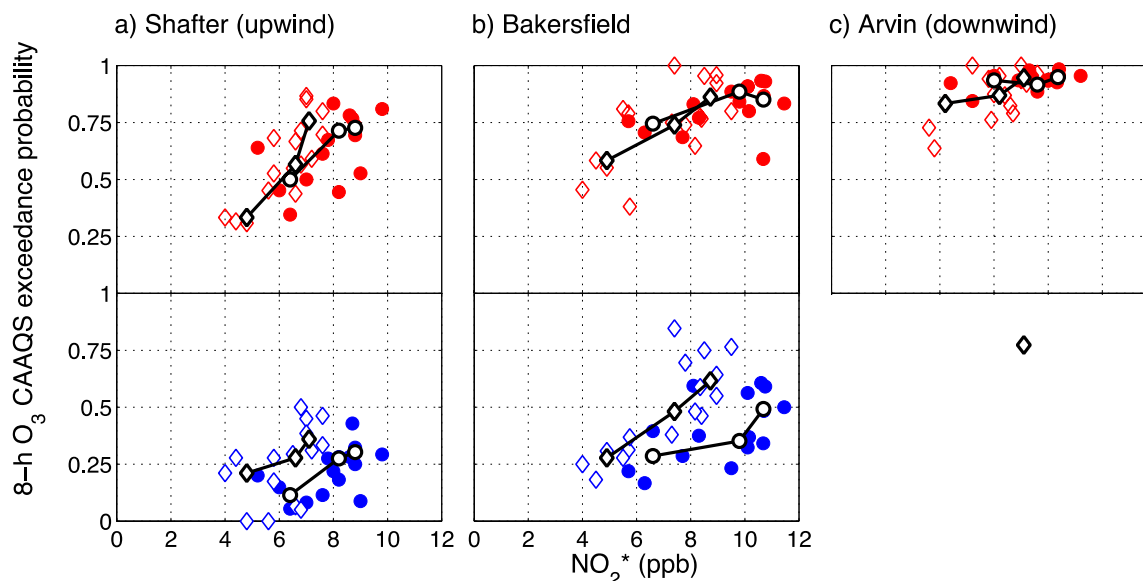 a) Shafter (upwind)
b) Bakersfield
c) Arvin (downwind)
8−h O3 CAAQS exceedance probability
1
0.75
0.5
0.25
1
0.75
0.5
0.25
0
0 2 4 6 8 10 12
0 2 4 6 8 10 12
NO2* (ppb)